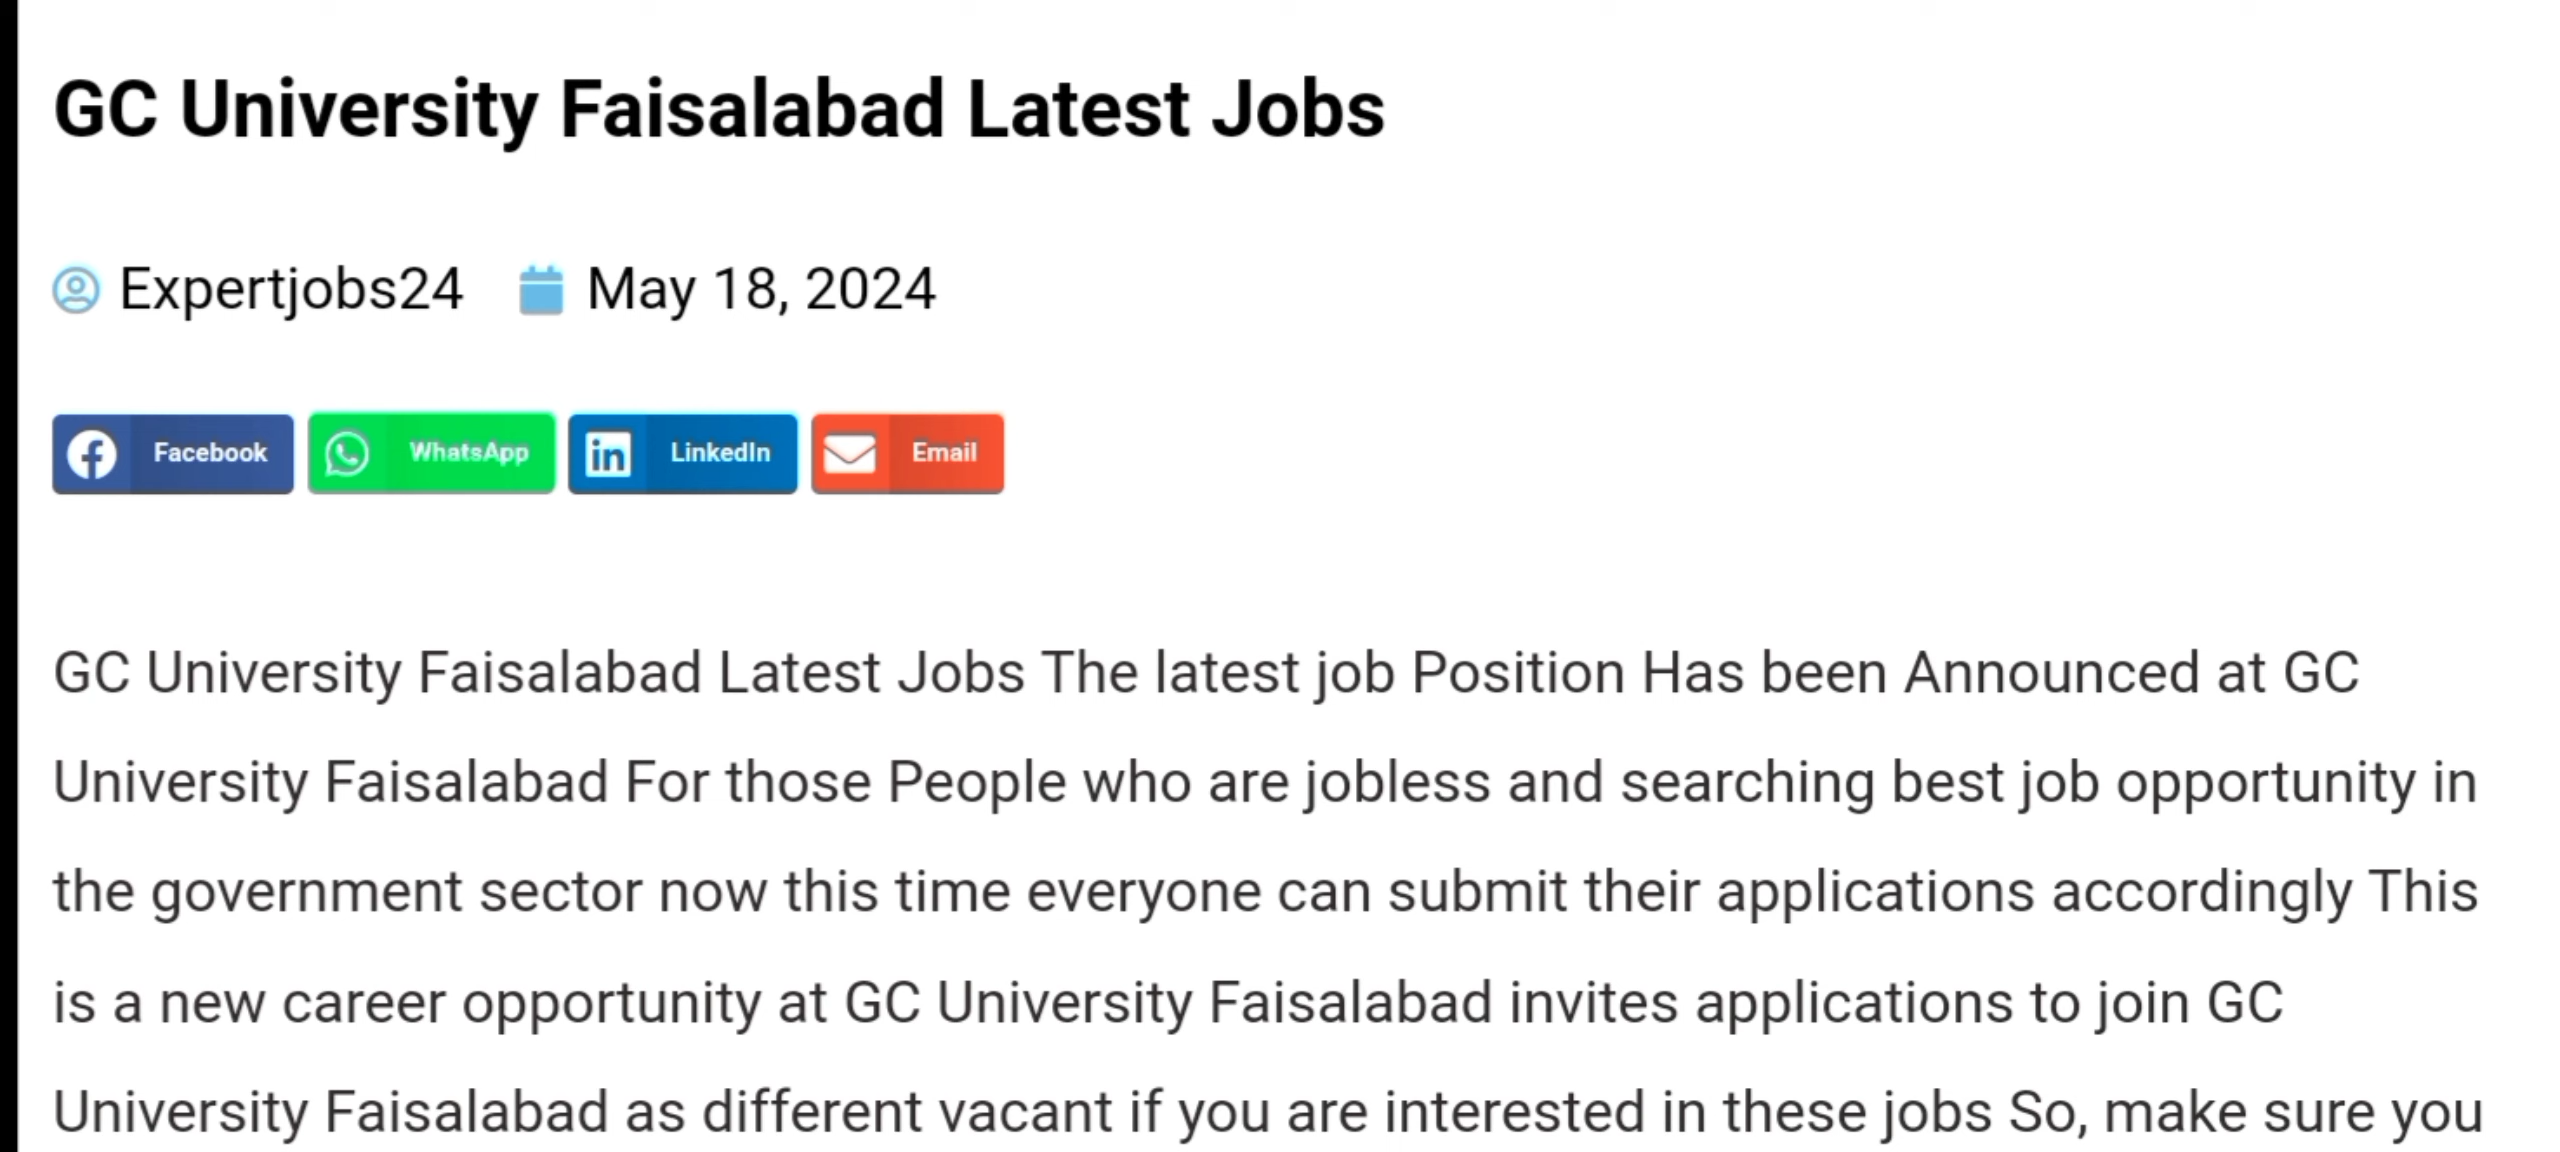 GC University Faisalabad Latest Jobs
Expertjobs24 May 18, 2024
Facebook WhatsApp LinkedIn Email
GC University Faisalabad Latest Jobs The latest job Position Has been Announced at GC
University Faisalabad For those People who are jobless and searching best job opportunity in
the government sector now this time everyone can submit their applications accordingly This
is a new career opportunity at GC University Faisalabad invites applications to join GC
University Faisalabad as different vacant if you are interested in these jobs So, make sure you